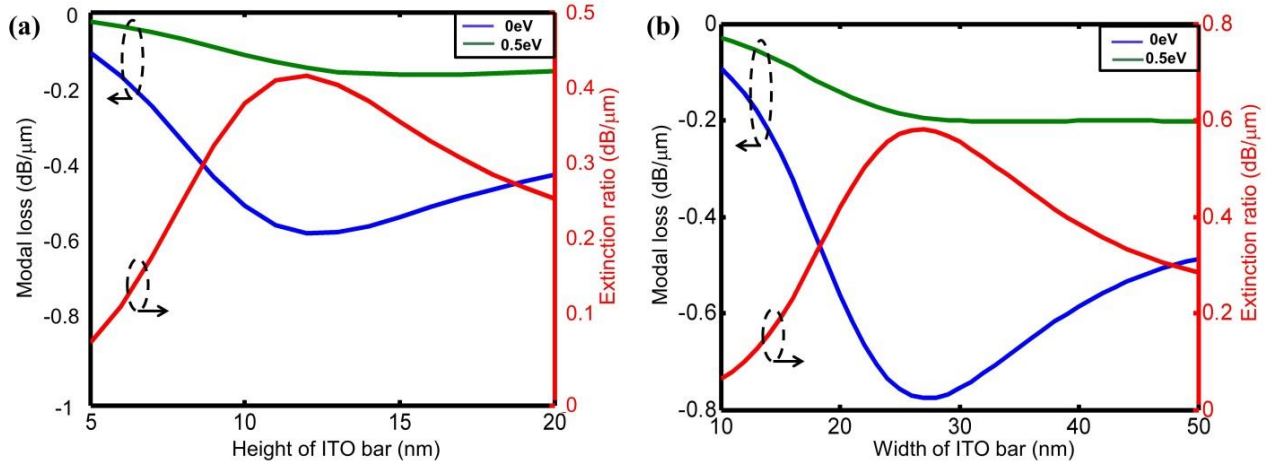 (a)
0
-0.2
-0.4
-0.6
-0.8
-1
Modal loss (dB/μm)
0eV
0.5eV
0.5
0.4
0.3
0.2
0.1
0
Extinction ratio (dB/μm)
5
10
15
20
Height of ITO bar (nm)
(b)
0
-0.2
-0.4
-0.6
-0.8
Modal loss (dB/μm)
0eV
0.5eV
0.8
0.6
0.4
0.2
0
Extinction ratio (dB/μm)
10
20
30
40
50
Width of ITO bar (nm)